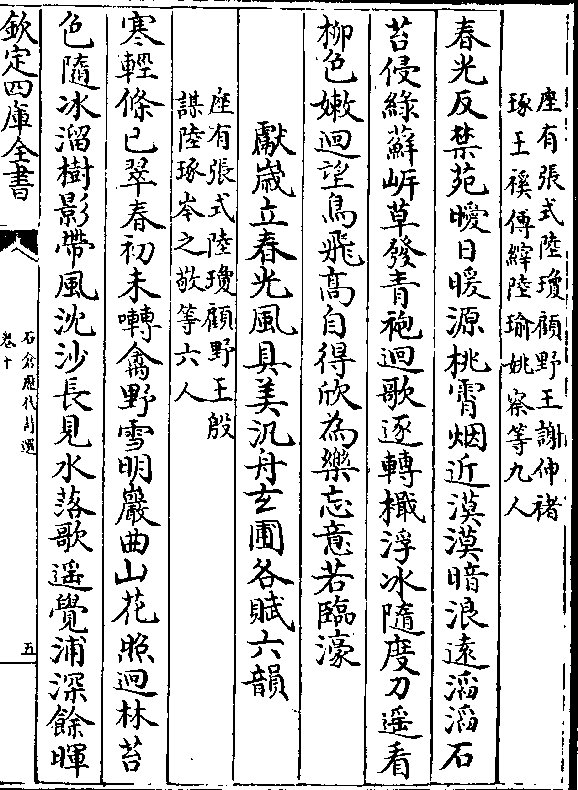 座有張式陸瓊顧野王謝伸褚
琢王𥙿傅縡陸瑜姚察等九人
春光反禁苑曖日暖源桃霄烟近漠漠暗浪遠滔滔石
苔侵綠蘚㟁草發青袍迴歌逐轉檝浮冰隨度刀遥看
柳色嫩迴望鳥飛髙自得欣為樂忘意若臨濠
獻嵗立春光風具美汎舟玄圃各賦六韻
座有張式陸瓊顧野王殷
謀陸琢岑之敬等六人
寒輕條已翠春初未囀禽野雪明巖曲山花照迥林苔
色隨冰溜樹影帶風沈沙長見水落歌遥覺浦深餘暉
欽定四庫全書
石倉歷代詩選
卷十
五